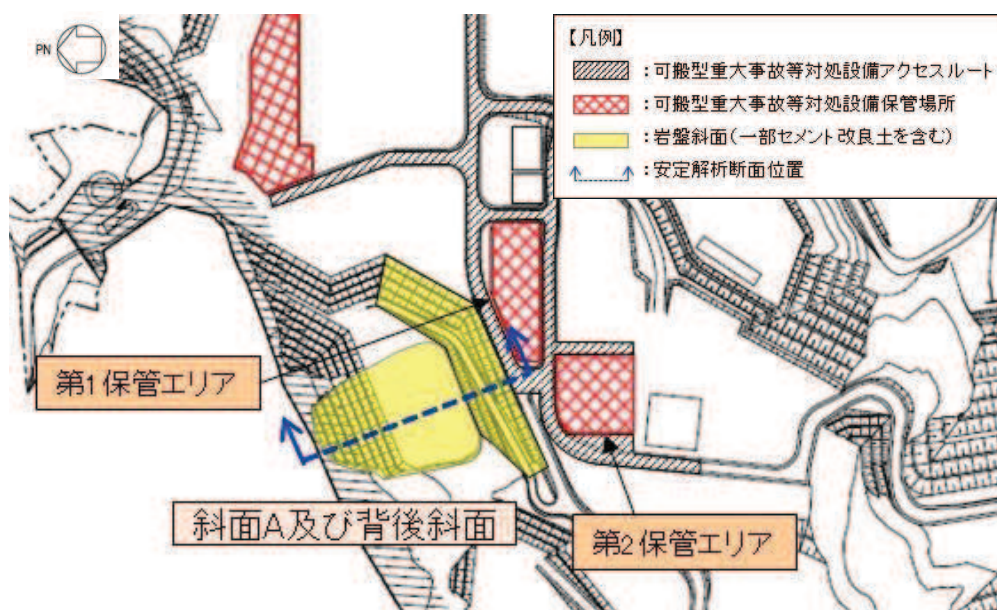 PN
【凡例】
:可搬型重大事故等対処設備アクセスルート
:可搬型重大事故等対処設備保管場所
:岩盤斜面(一部セメント改良土を含む)
:安定解析断面位置
第1保管エリア
斜面A及び背後斜面
第2保管エリア